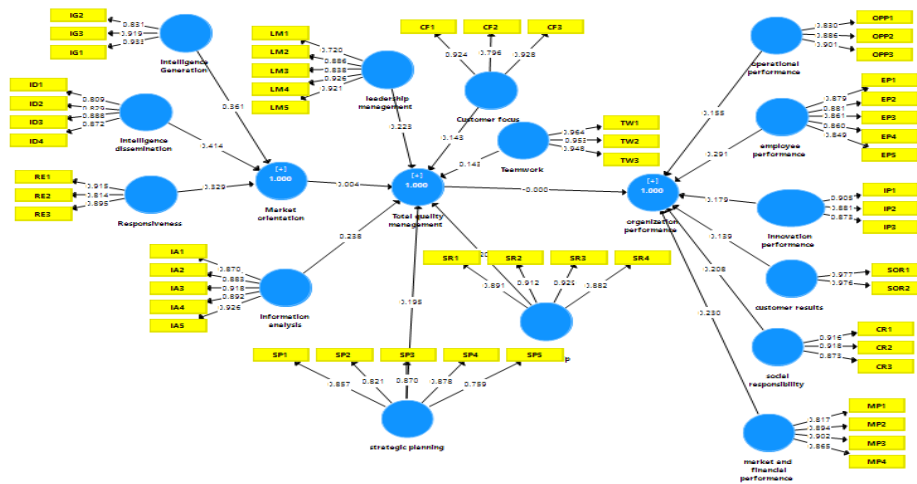 IG2
IG3
IG1
0.831
0.919
0.933
Intelligence
Generation
ID1
ID2
ID3
ID4
0.809
0.888
0.872
Intelligence
dissemination
RE1
RE2
RE3
0.915
0.814
0.895
Responsiveness
0.361
0.414
0.329
[+]
1.000
Market
orientation
0.004
LM1
LM2
LM3
LM4
LM5
0.720
0.886
0.838
0.926
0.921
leadership
management
0.223
CF1
CF2
CF3
0.924
0.796
0.928
Customer focus
0.143
TW1
TW2
TW3
0.964
0.953
0.948
Teamwork
0.143
[+]
1.000
Total quality
management
-0.000
IA1
IA2
IA3
IA4
IA5
0.870
0.883
0.918
0.892
0.926
Information
analysis
0.238
SR1
SR2
SR3
SR4
0.891
0.912
0.925
0.882
p
SP1
SP2
SP3
SP4
SP5
0.857
0.821
0.870
0.878
0.759
strategic planning
0.195
[+]
1.000
organization
performance
OPP1
OPP2
OPP3
0.830
0.886
0.901
operational
performance
0.155
EP1
EP2
EP3
EP4
EP5
0.879
0.881
0.861
0.860
0.849
employee
performance
0.291
IP1
IP2
IP3
0.905
0.881
0.873
Innovation
performance
0.179
SOR1
SOR2
0.977
0.976
customer results
0.139
CR1
CR2
CR3
0.916
0.918
0.873
social
responsibility
0.208
MP1
MP2
MP3
MP4
0.817
0.894
0.902
0.865
market and
financial
performance
0.230